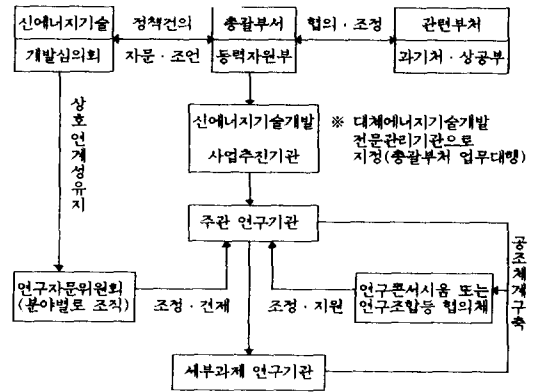 신에너지기술
개발심의회
정책건의
자문·조언
총괄부서
동력자원부
협의·조정
관련부처
과기처·상공부
상호연계성유지
신에너지기술개발
사업추진기관
※ 대체에너지기술개발
전문관리기관으로
지정(총괄부처 업무대행)
주관 연구기관
공조체계구축
연구자문위원회
(분야별로 조직)
조정·견제
조정·지원
연구콘서시움 또는
연구조합등 협의체
세부과제 연구기관